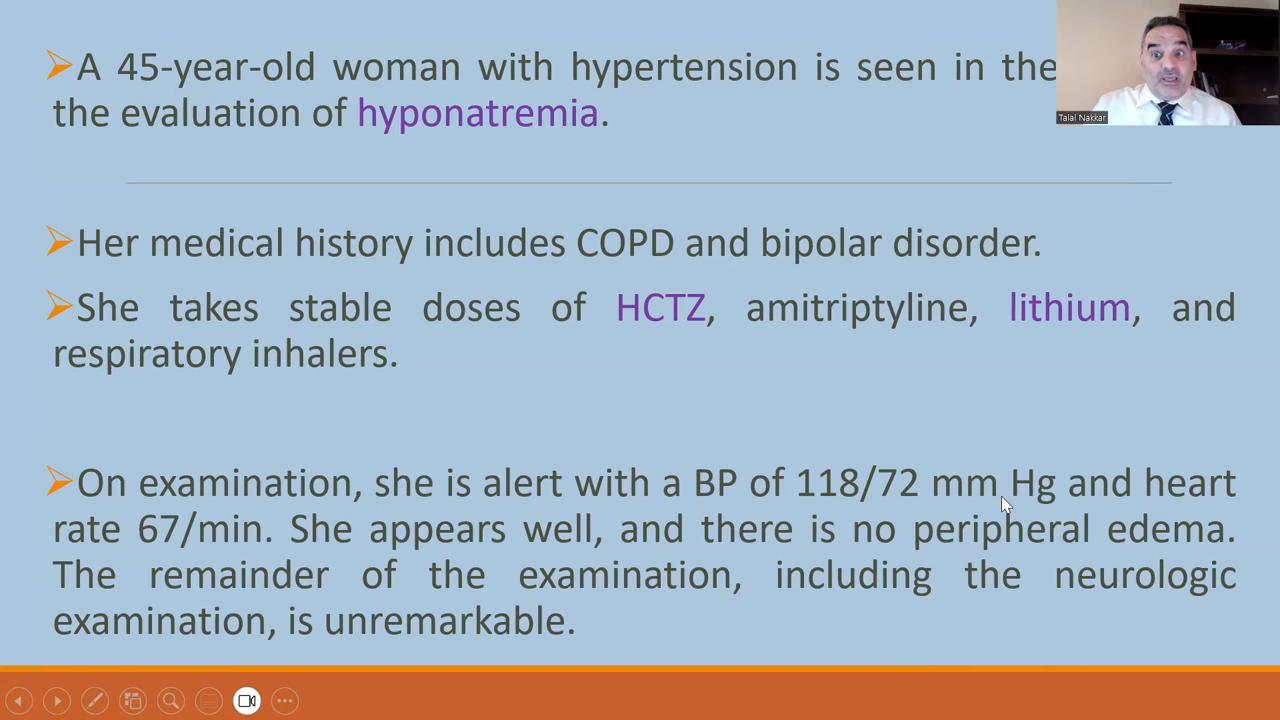 ➢A 45-year-old woman with hypertension is seen in the
the evaluation of hyponatremia.
Talal Nakkar
➢Her medical history includes COPD and bipolar disorder.
➢She takes stable doses of HCTZ, amitriptyline, lithium, and
respiratory inhalers.
➢On examination, she is alert with a BP of 118/72 mm Hg and heart
rate 67/min. She appears well, and there is no peripheral edema.
The remainder of the examination, including the neurologic
examination, is unremarkable.